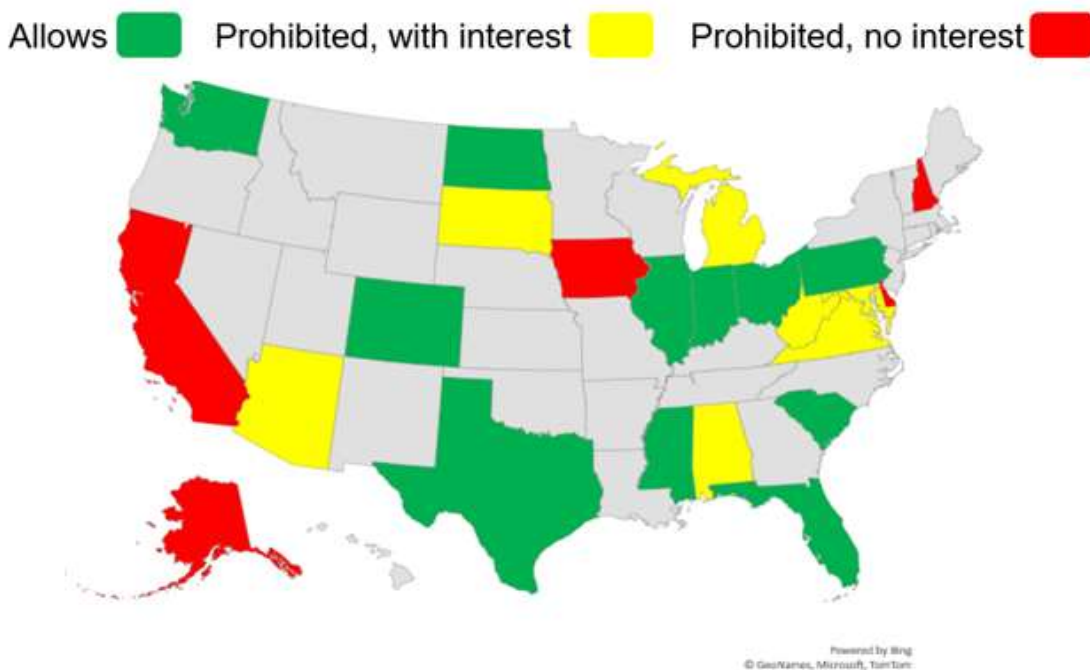 Allows Prohibited, with interest Prohibited, no interest
Powered by Bing
© GeoNames, Microsoft, TomTom